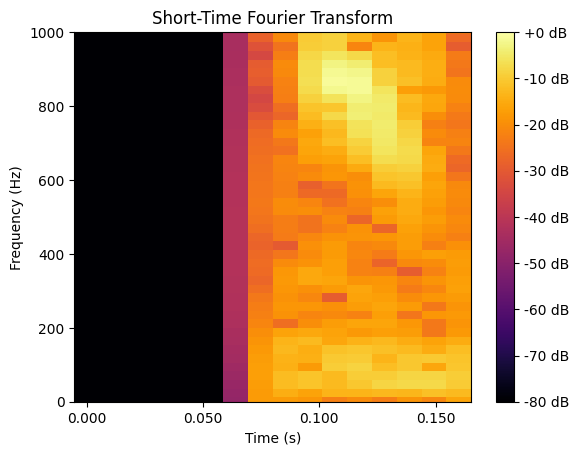 Short-Time Fourier Transform
Frequency (Hz)
1000
800
600
400
200
0
0.000
0.050
0.100
0.150
Time (s)
+0 dB
-10 dB
-20 dB
-30 dB
-40 dB
-50 dB
-60 dB
-70 dB
-80 dB